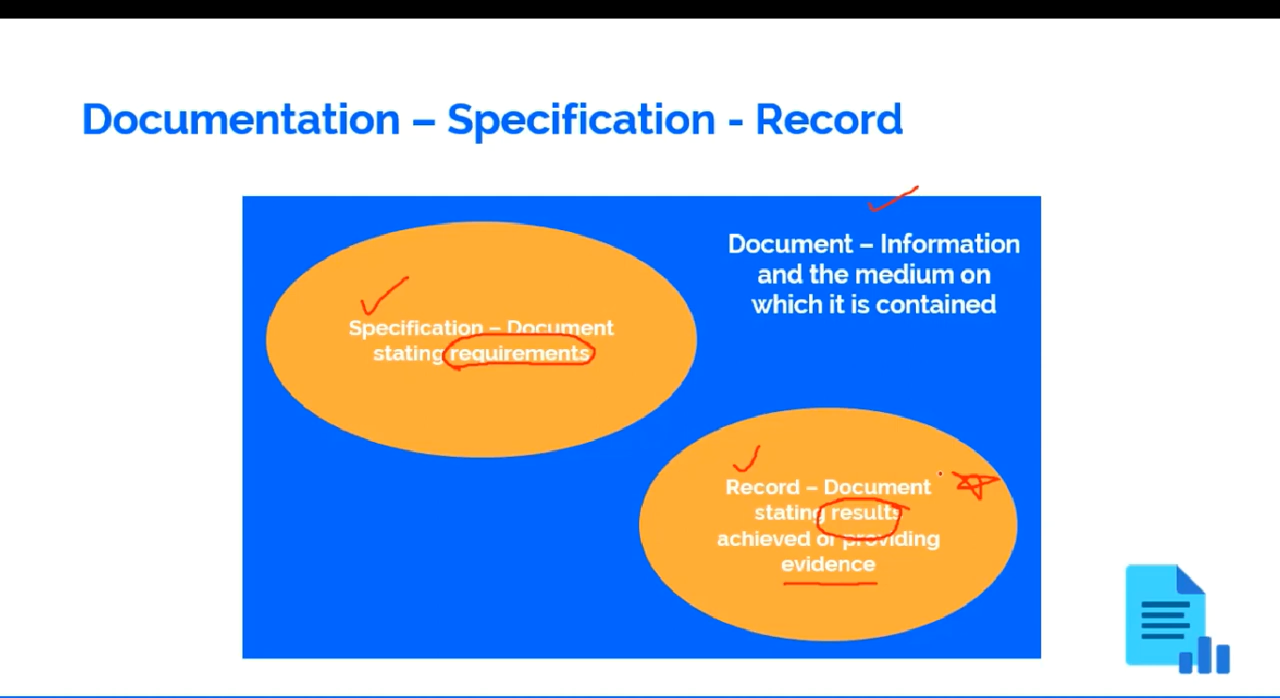 Documentation – Specification - Record
Document – Information
and the medium on
which it is contained
Specification – Document
stating requirements
Record – Document
stating results
achieved or providing
evidence